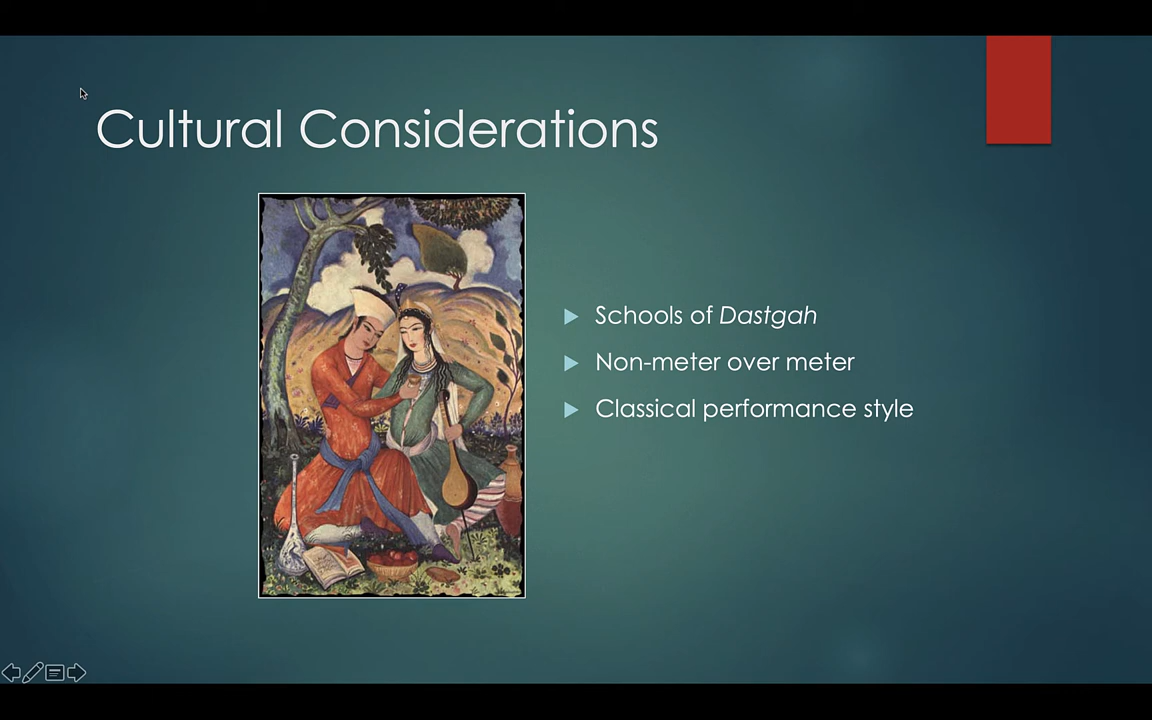 Cultural Considerations
Schools of Dastgah
Non-meter over meter
Classical performance style